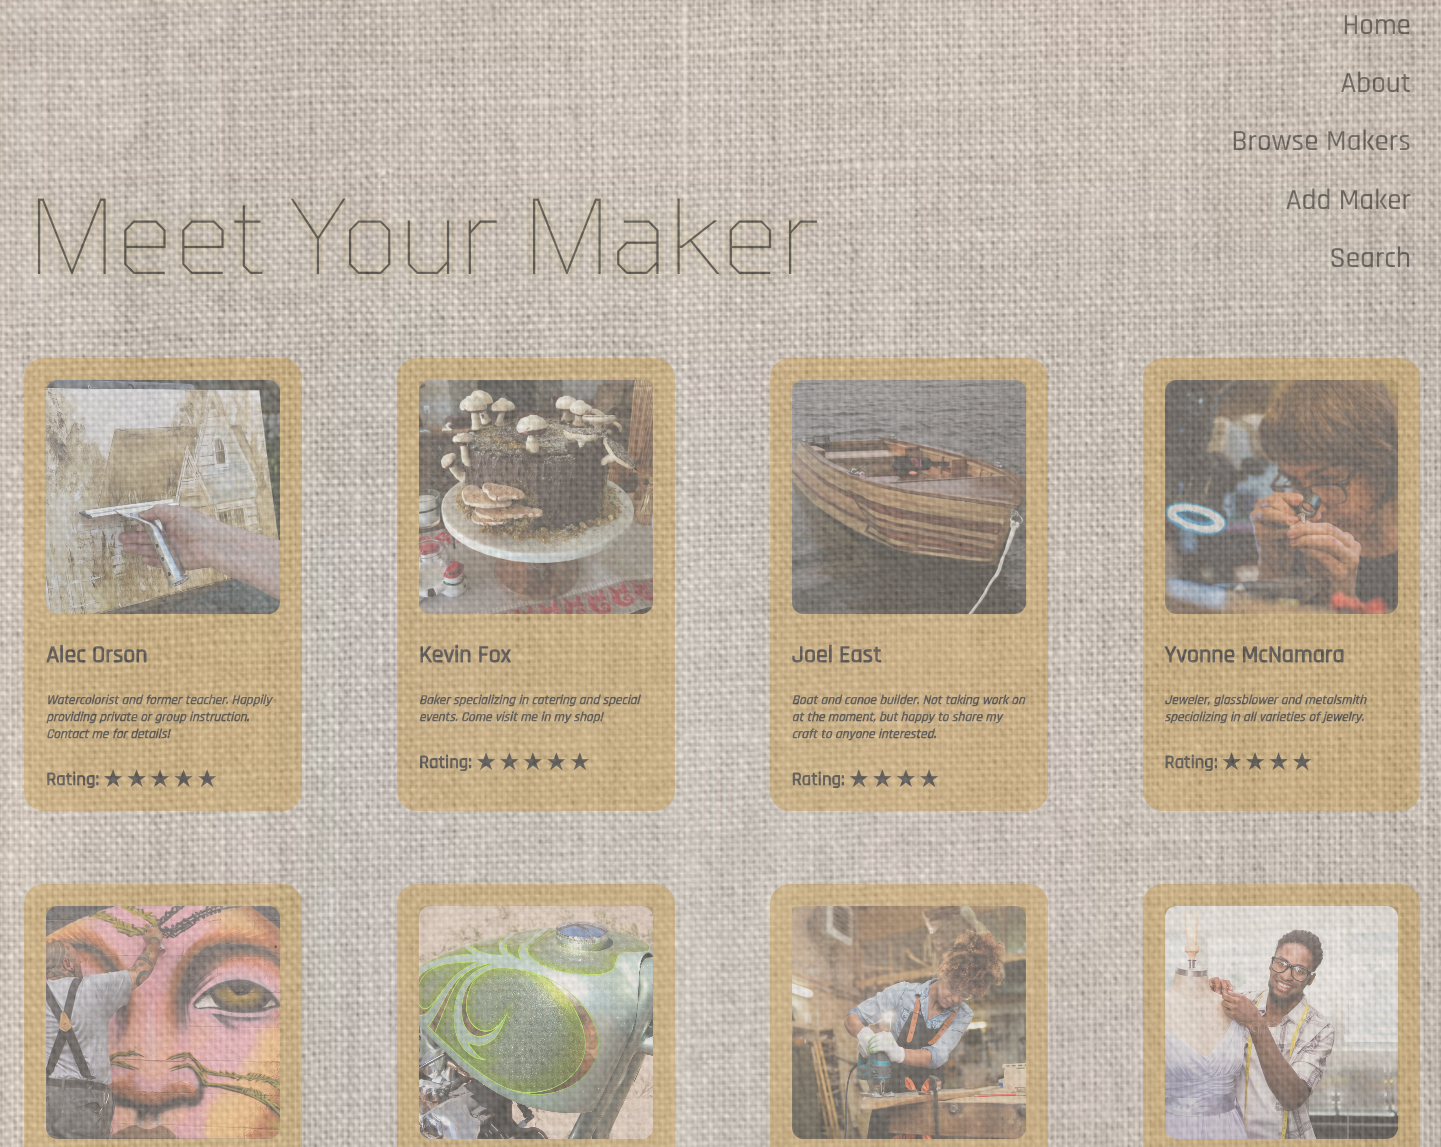 Home
About
Browse Makers
Add Maker
Search
Meet Your Maker
Alec Orson
Watercolorist and former teacher. Happily
providing private or group instruction.
Contact me for details!
Rating: ★ ★ ★ ★ ★
Kevin Fox
Baker specializing in catering and special
events. Come visit me in my shop!
Rating: ★ ★ ★ ★ ★
Joel East
Boat and canoe builder. Not taking work on
at the moment, but happy to share my
craft to anyone interested.
Rating: ★ ★ ★ ★
Yvonne McNamara
Jeweler, glassblower and metalsmith
specializing in all varieties of jewelry.
Rating: ★ ★ ★ ★